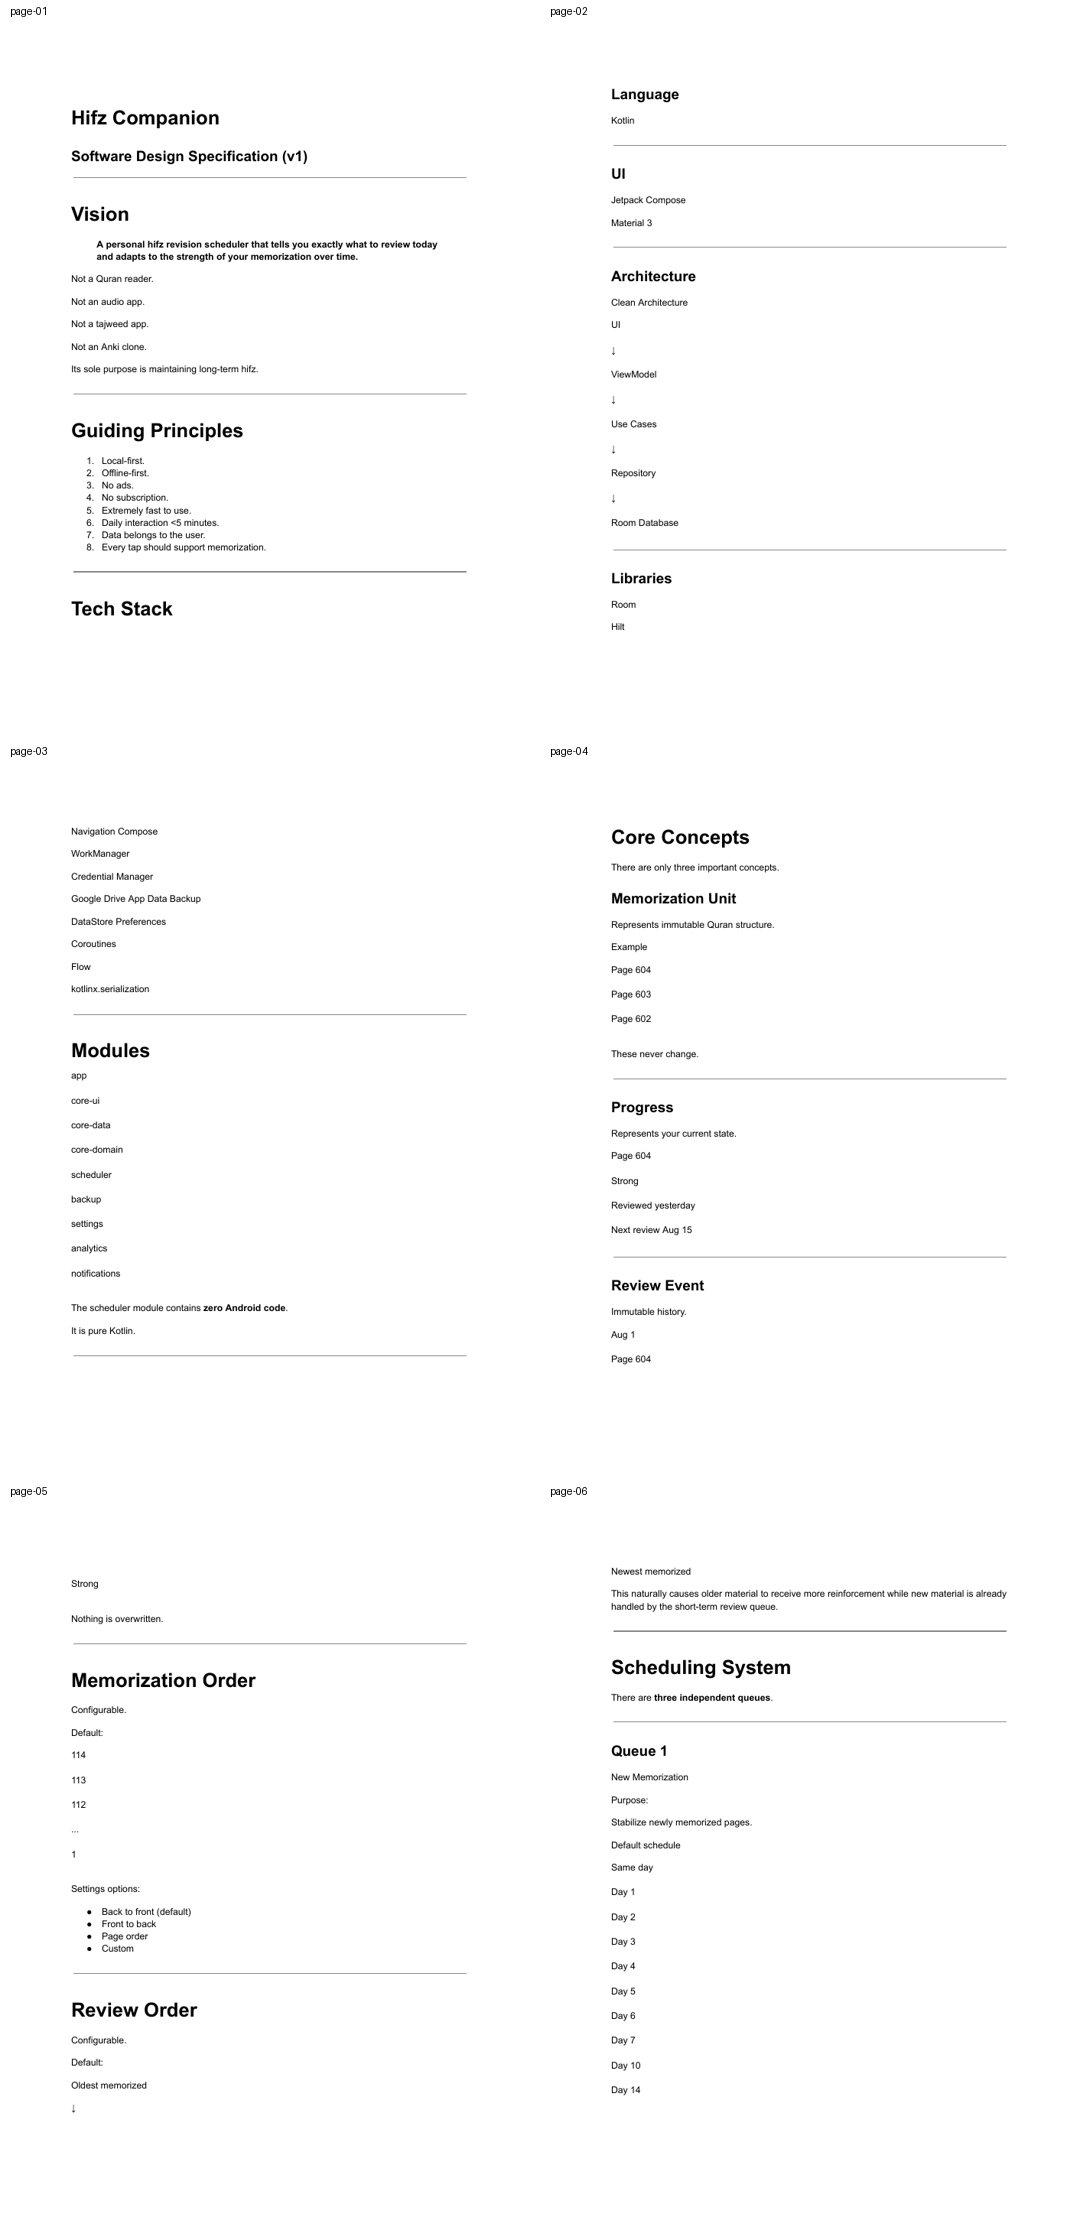 page-01
Hifz Companion
Software Design Specification (v1)
Vision
A personal hifz revision scheduler that tells you exactly what to review today
and adapts to the strength of your memorization over time.
Not a Quran reader.
Not an audio app.
Not a tajweed app.
Not an Anki clone.
Its sole purpose is maintaining long-term hifz.
Guiding Principles
1. Local-first.
2. Offline-first.
3. No ads.
4. No subscription.
5. Extremely fast to use.
6. Daily interaction <5 minutes.
7. Data belongs to the user.
8. Every tap should support memorization.
Tech Stack
page-02
Language
Kotlin
UI
Jetpack Compose
Material 3
Architecture
Clean Architecture
UI
↓
ViewModel
↓
Use Cases
↓
Repository
↓
Room Database
Libraries
Room
Hilt
page-03
Navigation Compose
WorkManager
Credential Manager
Google Drive App Data Backup
DataStore Preferences
Coroutines
Flow
kotlinx.serialization
Modules
app
core-ui
core-data
core-domain
scheduler
backup
settings
analytics
notifications
The scheduler module contains zero Android code.
It is pure Kotlin.
page-04
Core Concepts
There are only three important concepts.
Memorization Unit
Represents immutable Quran structure.
Example
Page 604
Page 603
Page 602
These never change.
Progress
Represents your current state.
Page 604
Strong
Reviewed yesterday
Next review Aug 15
Review Event
Immutable history.
Aug 1
Page 604
page-05
Strong
Nothing is overwritten.
Memorization Order
Configurable.
Default:
114
113
112
...
1
Settings options:
● Back to front (default)
● Front to back
● Page order
● Custom
Review Order
Configurable.
Default:
Oldest memorized
↓
page-06
Newest memorized
This naturally causes older material to receive more reinforcement while new material is already
handled by the short-term review queue.
Scheduling System
There are three independent queues.
Queue 1
New Memorization
Purpose:
Stabilize newly memorized pages.
Default schedule
Same day
Day 1
Day 2
Day 3
Day 4
Day 5
Day 6
Day 7
Day 10
Day 14